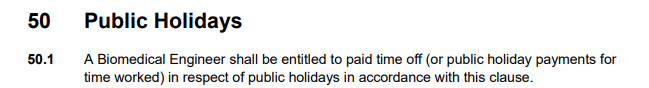 50 Public Holidays
50.1 A Biomedical Engineer shall be entitled to paid time off (or public holiday payments for
time worked) in respect of public holidays in accordance with this clause.